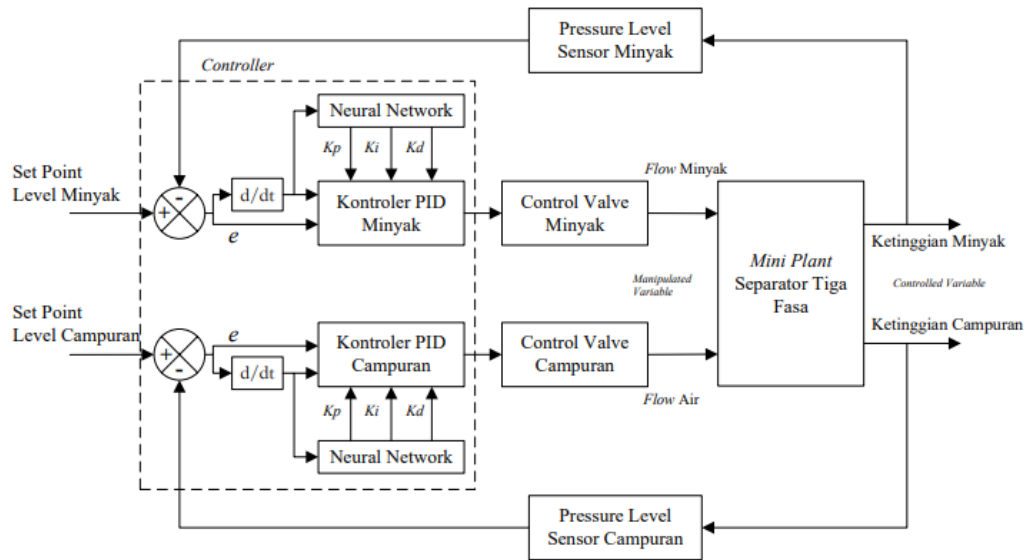 Pressure Level
Sensor Minyak
Controller
Neural Network
Kp
Ki
Kd
Set Point
Level Minyak
-
+
d/dt
e
Kontroler PID
Minyak
Control Valve
Minyak
Flow Minyak
Mini Plant
Separator Tiga
Fasa
Ketinggian Minyak
Manipulated
Variable
Controlled Variable
Set Point
Level Campuran
+
-
e
d/dt
Kontroler PID
Campuran
Control Valve
Campuran
Flow Air
Ketinggian Campuran
Kp
Ki
Kd
Neural Network
Pressure Level
Sensor Campuran